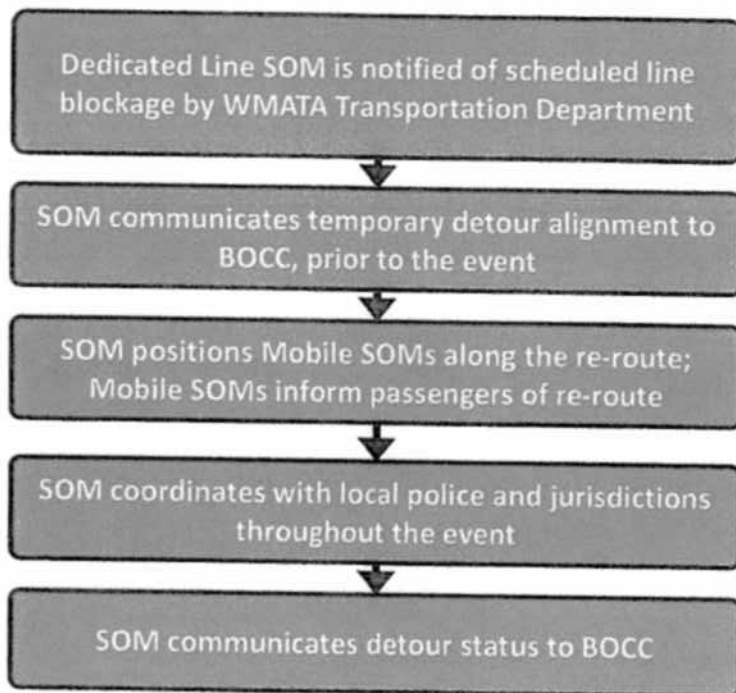 Dedicated Line SOM is notified of scheduled line
blockage by WMATA Transportation Department
SOM communicates temporary detour alignment to
BOCC, prior to the event
SOM positions Mobile SOMs along the re-route;
Mobile SOMs inform passengers of re-route
SOM coordinates with local police and jurisdictions
throughout the event
SOM communicates detour status to BOCC